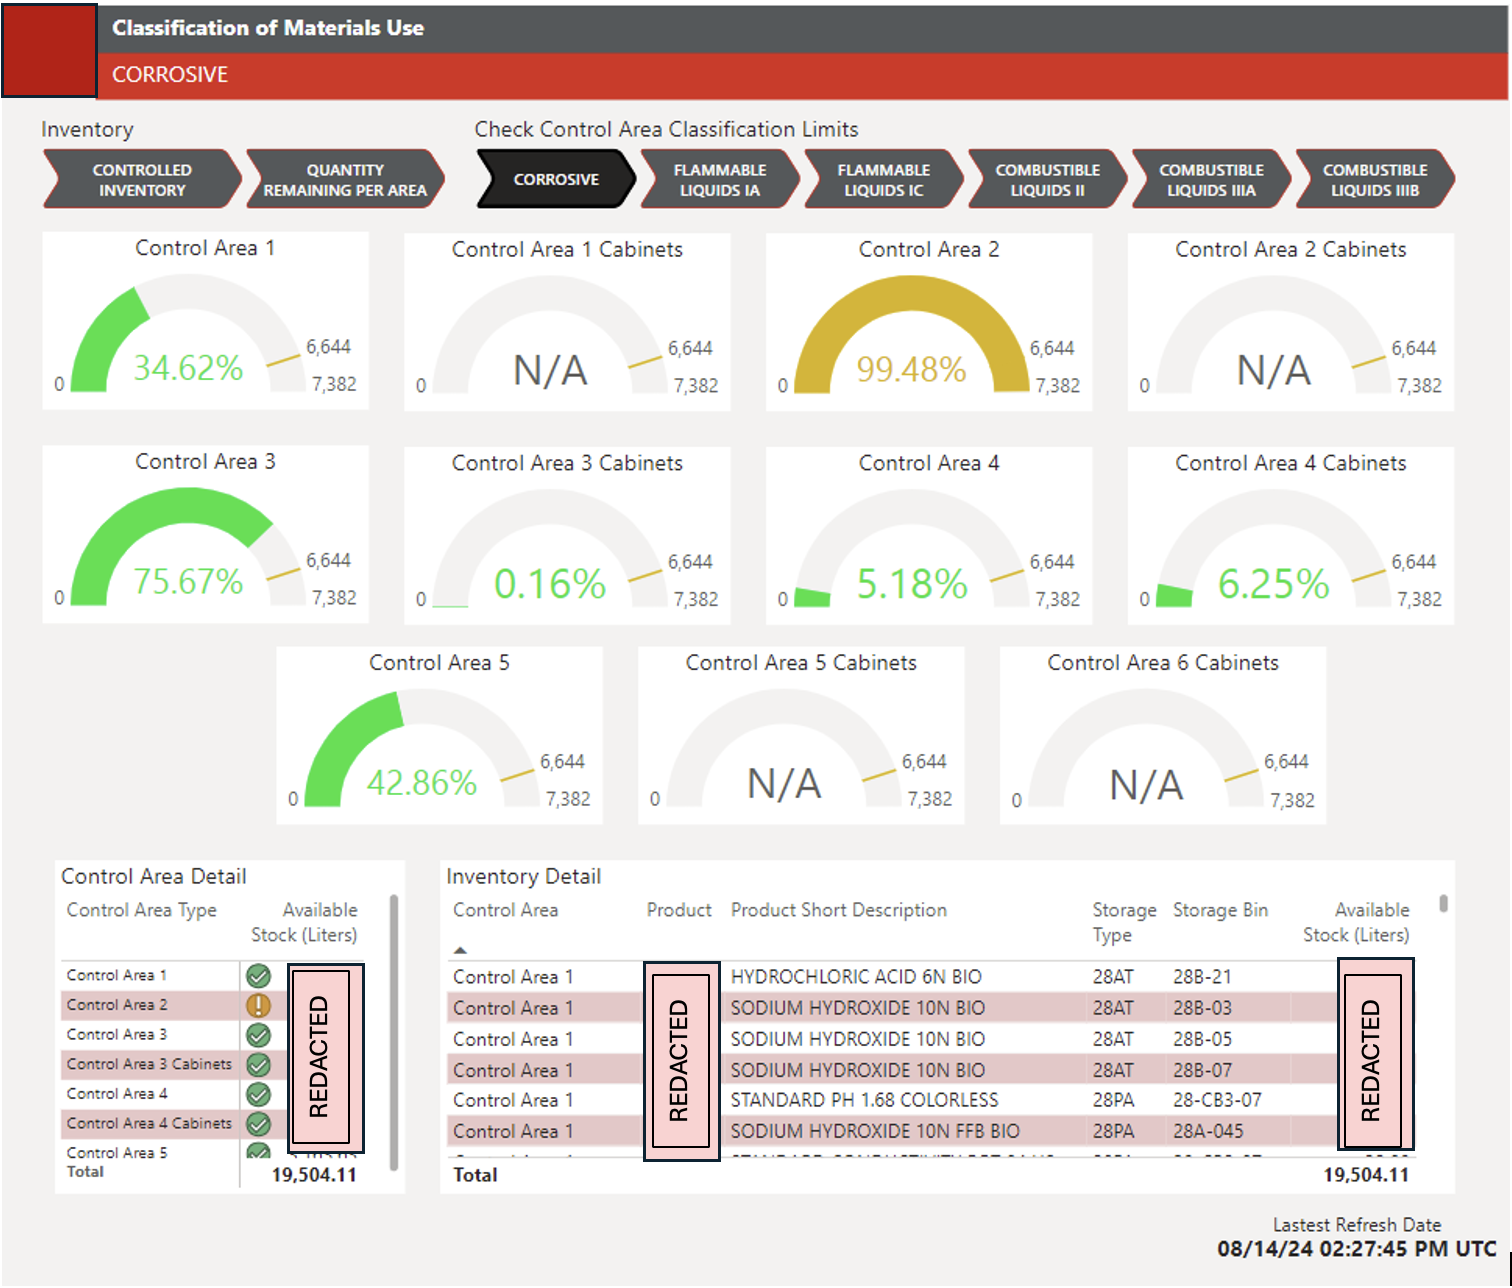 Classification of Materials Use
CORROSIVE
Inventory
Check Control Area Classification Limits
CONTROLLED
INVENTORY
QUANTITY
REMAINING PER AREA
CORROSIVE
FLAMMABLE
LIQUIDS IA
FLAMMABLE
LIQUIDS IC
COMBUSTIBLE
LIQUIDS II
COMBUSTIBLE
LIQUIDS IIIA
COMBUSTIBLE
LIQUIDS IIIB
Control Area 1
34.62%
0
6,644
7,382
Control Area 1 Cabinets
N/A
0
6,644
7,382
Control Area 2
99.48%
0
6,644
7,382
Control Area 2 Cabinets
N/A
0
6,644
7,382
Control Area 3
75.67%
0
6,644
7,382
Control Area 3 Cabinets
0.16%
0
6,644
7,382
Control Area 4
5.18%
0
6,644
7,382
Control Area 4 Cabinets
6.25%
0
6,644
7,382
Control Area 5
42.86%
0
6,644
7,382
Control Area 5 Cabinets
N/A
0
6,644
7,382
Control Area 6 Cabinets
N/A
0
6,644
7,382
Control Area Detail
Control Area Type Available
Stock (Liters)
Control Area 1
Control Area 2
Control Area 3
Control Area 3 Cabinets
Control Area 4
Control Area 4 Cabinets
Control Area 5
REDACTED
Total 19,504.11
Inventory Detail
Control Area Product Product Short Description Storage Type Storage Bin Available Stock (Liters)
Control Area 1 HYDROCHLORIC ACID 6N BIO 28AT 28B-21
Control Area 1 SODIUM HYDROXIDE 10N BIO 28AT 28B-03
Control Area 1 SODIUM HYDROXIDE 10N BIO 28AT 28B-05
Control Area 1 SODIUM HYDROXIDE 10N BIO 28AT 28B-07
Control Area 1 STANDARD PH 1.68 COLORLESS 28PA 28-CB3-07
Control Area 1 SODIUM HYDROXIDE 10N FFB BIO 28PA 28A-045
REDACTED
REDACTED
Total 19,504.11
Lastest Refresh Date
08/14/24 02:27:45 PM UTC